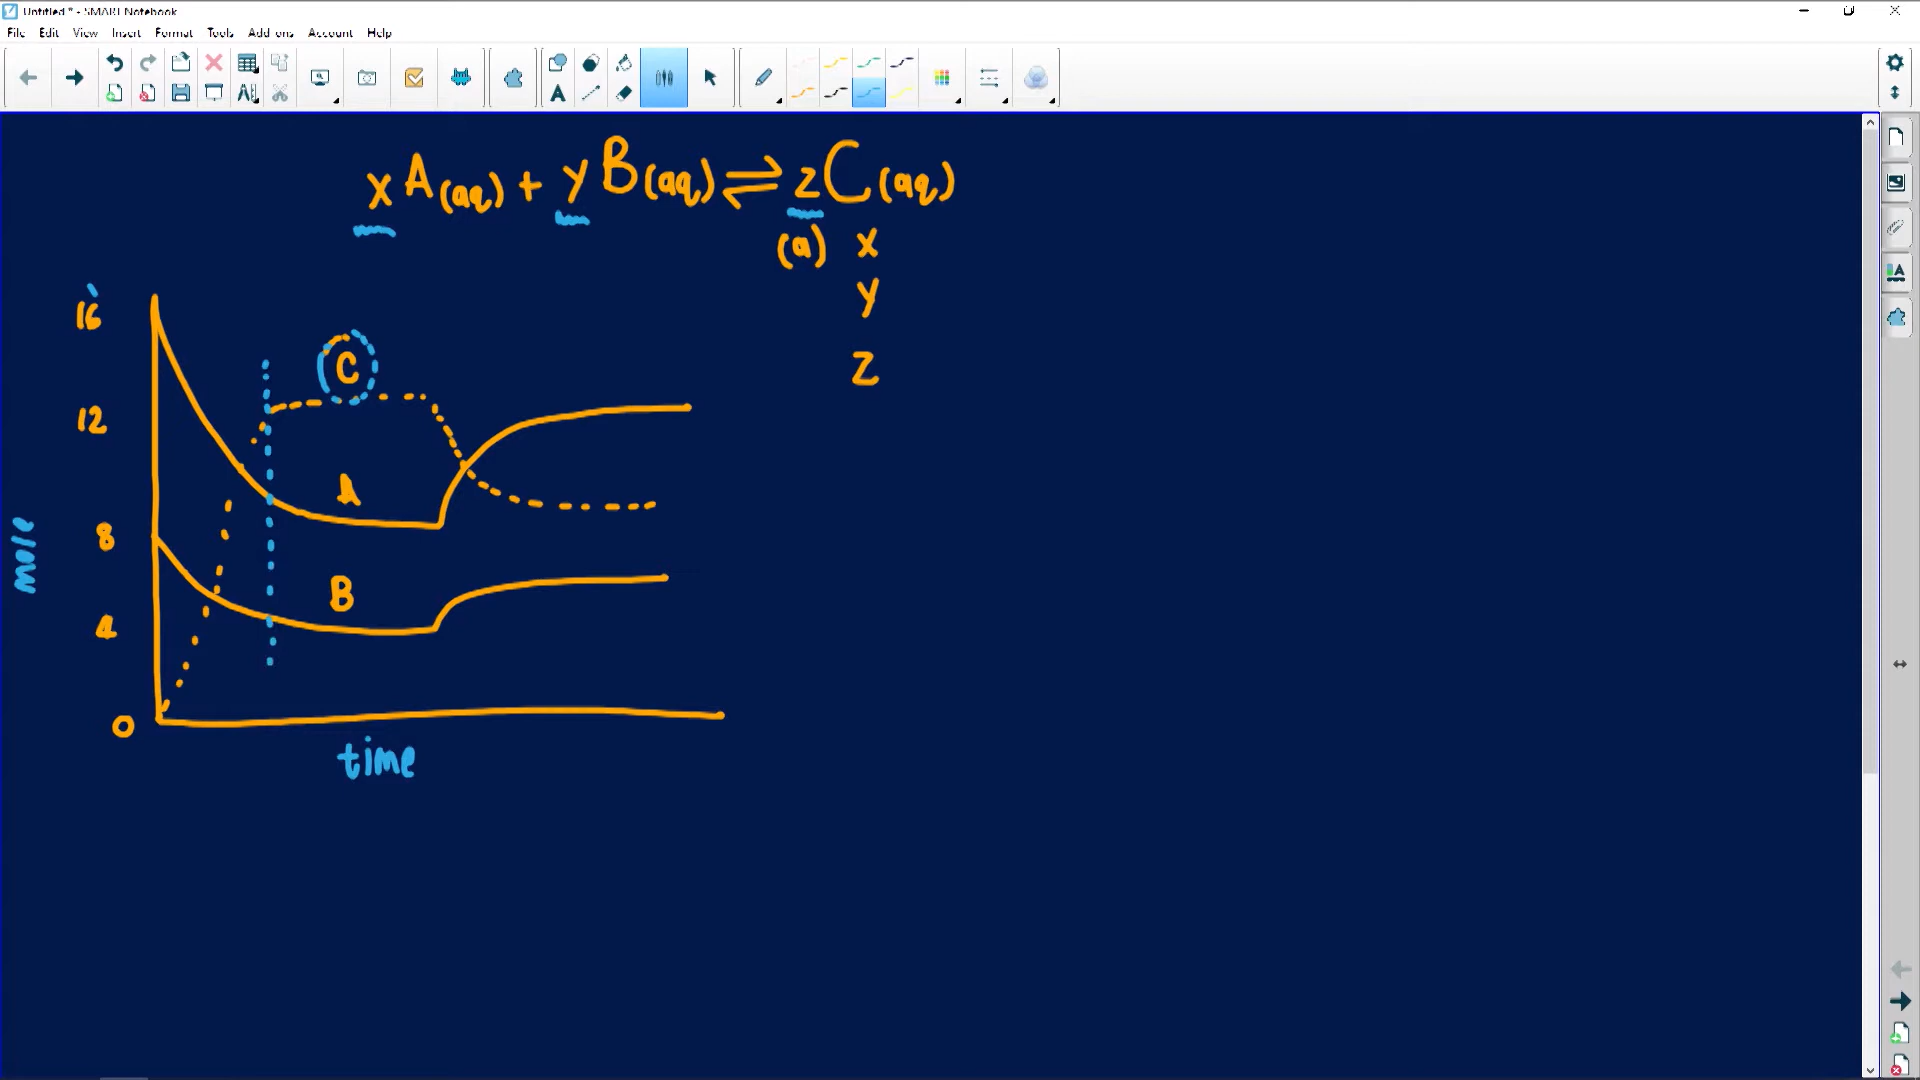 Untitled * - SMART Notebook
File Edit View Insert Format Tools Add-ons Account Help
xA(aq) + yB(aq) ⇌ zC(aq)
(a) x
y
z
16
C
12
A
8
mole
B
4
0
time